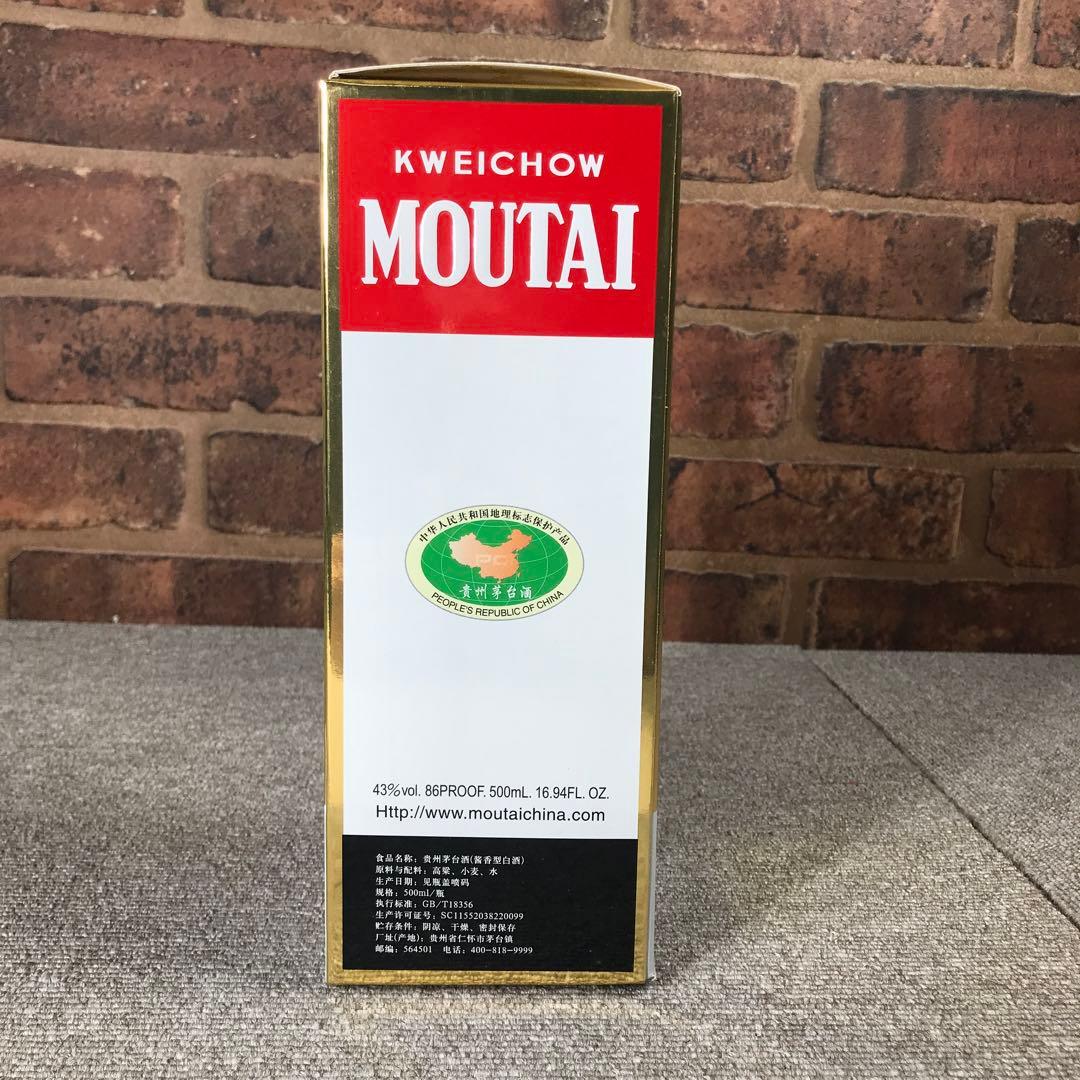 KWEICHOW
MOUTAI
中华人民共和国地理标志保护产品
贵州茅台酒
PEOPLE'S REPUBLIC OF CHINA
43%vol. 86PROOF. 500mL. 16.94FL. OZ.
Http://www.moutaichina.com
食品名称：贵州茅台酒(酱香型白酒)
原料与配料：高粱、小麦、水
生产日期：见瓶盖喷码
规格：500ml/瓶
执行标准：GB/T18356
生产许可证号：SC11552038220099
贮存条件：阴凉、干燥、密封保存
厂址(产地)：贵州省仁怀市茅台镇
邮编：564501 电话：400-818-9999